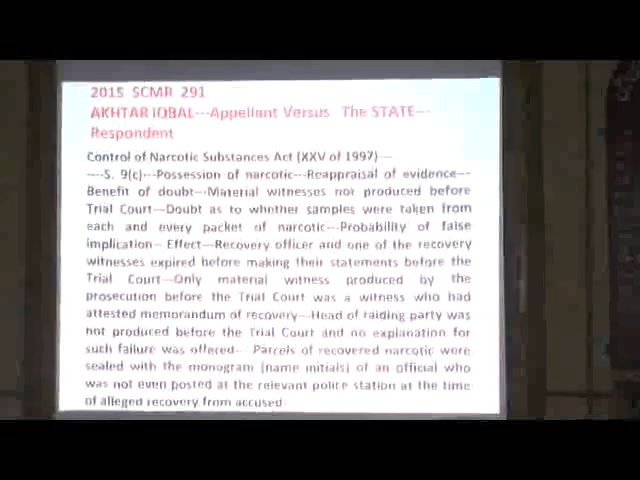 2015 SCMR 291
AKHTAR IQBAL---Appellant Versus The STATE---
Respondent
Control of Narcotic Substances Act (XXV of 1997)---
----S. 9(c)---Possession of narcotic---Reappraisal of evidence---
Benefit of doubt---Material witnesses not produced before
Trial Court---Doubt as to whether samples were taken from
each and every packet of narcotic---Probability of false
implication---Effect---Recovery officer and one of the recovery
witnesses expired before making their statements before the
Trial Court---Only material witness produced by the
prosecution before the Trial Court was a witness who had
attested memorandum of recovery---Head of raiding party was
not produced before the Trial Court and no explanation for
such failure was offered---Parcels of recovered narcotic were
sealed with the monogram (name initials) of an official who
was not even posted at the relevant police station at the time
of alleged recovery from accused